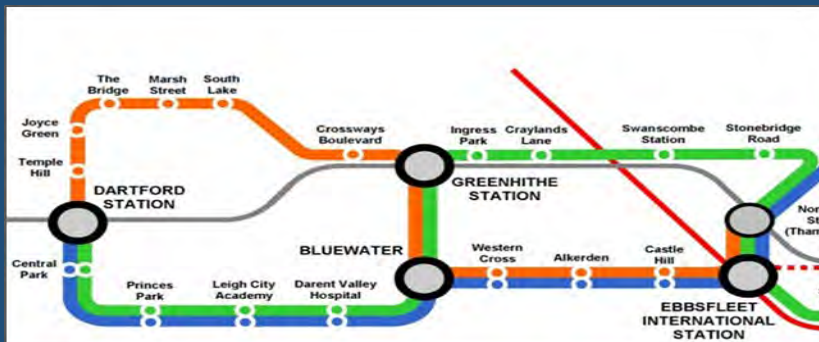 The
Bridge
Marsh
Street
South
Lake
Joyce
Green
Temple
Hill
Crossways
Boulevard
Ingress
Park
Craylands
Lane
Swanscombe
Station
Stonebridge
Road
DARTFORD
STATION
GREENHITHE
STATION
Central
Park
BLUEWATER
Princes
Park
Leigh City
Academy
Darent Valley
Hospital
Western
Cross
Alkerden
Castle
Hill
EBBSFLEET
INTERNATIONAL
STATION